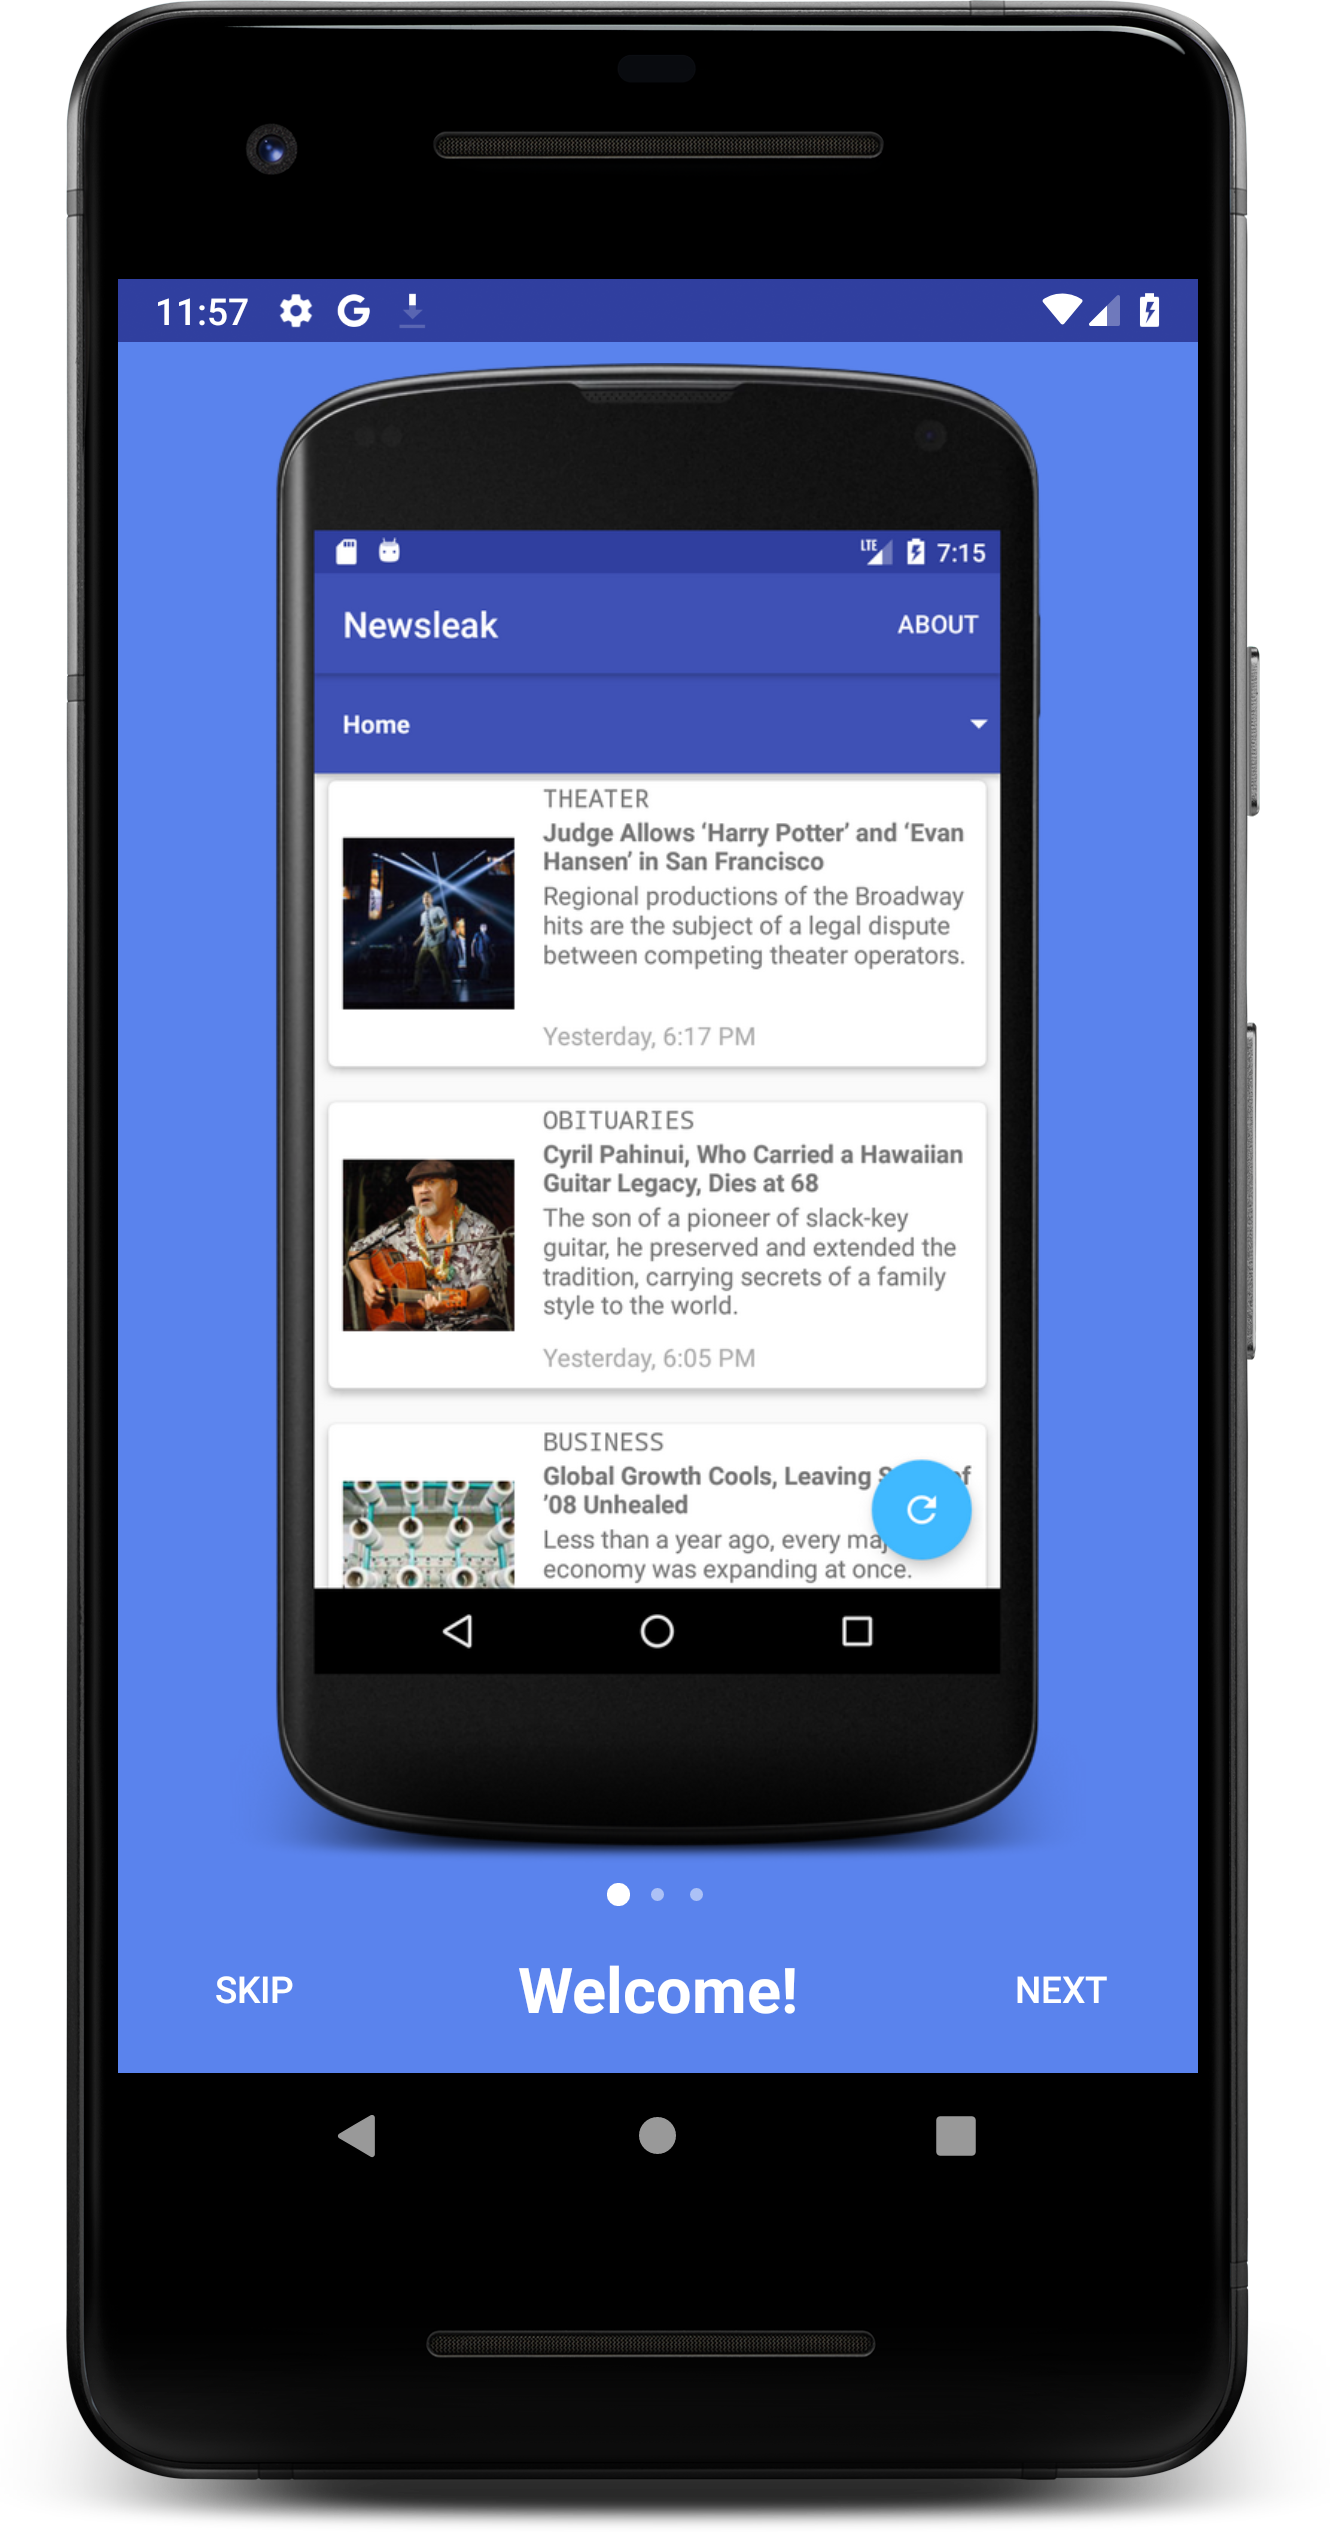 11:57
LTE 7:15
Newsleak ABOUT
Home
THEATER
Judge Allows ‘Harry Potter’ and ‘Evan
Hansen’ in San Francisco
Regional productions of the Broadway
hits are the subject of a legal dispute
between competing theater operators.
Yesterday, 6:17 PM
OBITUARIES
Cyril Pahinui, Who Carried a Hawaiian
Guitar Legacy, Dies at 68
The son of a pioneer of slack-key
guitar, he preserved and extended the
tradition, carrying secrets of a family
style to the world.
Yesterday, 6:05 PM
BUSINESS
Global Growth Cools, Leaving
’08 Unhealed
Less than a year ago, every
economy was expanding at once.
SKIP Welcome! NEXT